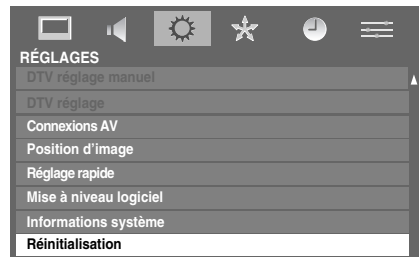 RÉGLAGES
DTV réglage manuel
DTV réglage
Connexions AV
Position d'image
Réglage rapide
Mise à niveau logiciel
Informations système
Réinitialisation